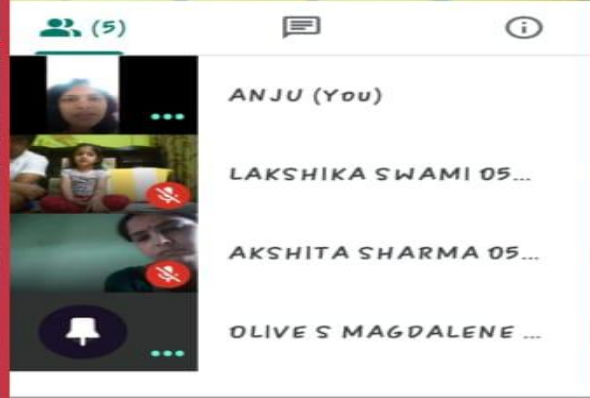 (5)
ANJU (YOU)
LAKSHIKA SWAMI 05...
AKSHITA SHARMA 05...
OLIVE S MAGDALENE ...